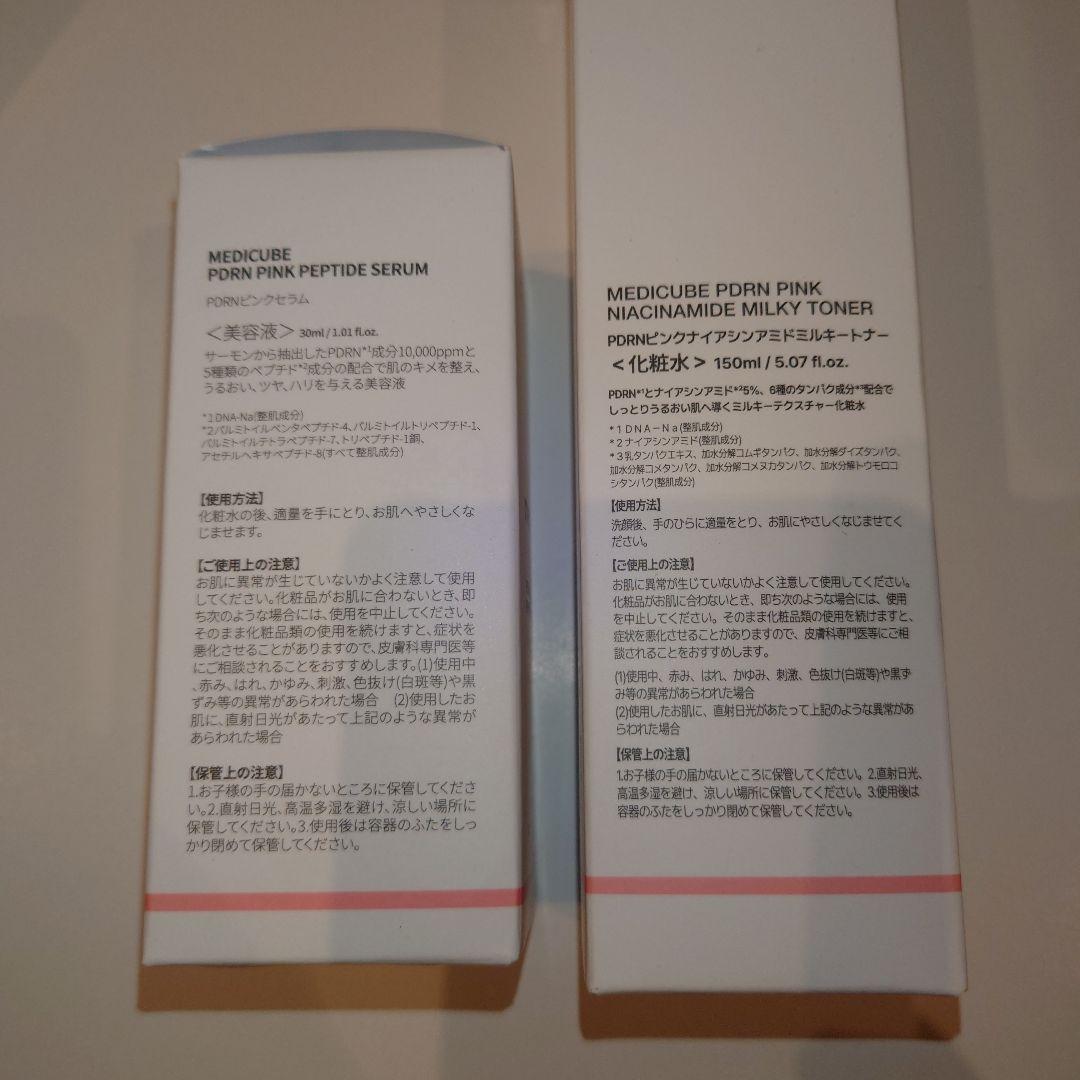 MEDICUBE
PDRN PINK PEPTIDE SERUM
PDRNピンクセラム
＜美容液＞ 30ml / 1.01 fl.oz.
サーモンから抽出したPDRN*¹成分10,000ppmと
5種類のペプチド*²成分の配合で肌のキメを整え、
うるおい、ツヤ、ハリを与える美容液
*1 DNA-Na(整肌成分)
*2パルミトイルペンタペプチド-4、パルミトイルトリペプチド-1、
パルミトイルテトラペプチド-7、トリペプチド-1銅、
アセチルヘキサペプチド-8(すべて整肌成分)
【使用方法】
化粧水の後、適量を手にとり、お肌へやさしくな
じませます。
【ご使用上の注意】
お肌に異常が生じていないかよく注意して使用
してください。化粧品がお肌に合わないとき、即
ち次のような場合には、使用を中止してください。
そのまま化粧品類の使用を続けますと、症状を
悪化させることがありますので、皮膚科専門医等
にご相談されることをおすすめします。(1)使用中
、赤み、はれ、かゆみ、刺激、色抜け(白斑等)や黒
ずみ等の異常があらわれた場合　(2)使用したお
肌に、直射日光があたって上記のような異常が
あらわれた場合
【保管上の注意】
1.お子様の手の届かないところに保管してくださ
い。2.直射日光、高温多湿を避け、涼しい場所に
保管してください。3.使用後は容器のふたをしっ
かり閉めて保管してください。
MEDICUBE PDRN PINK
NIACINAMIDE MILKY TONER
PDRNピンクナイアシンアミドミルキートナー
＜化粧水＞ 150ml / 5.07 fl.oz.
PDRN*¹とナイアシンアミド*²5%、6種のタンパク成分*³配合で
しっとりうるおい肌へ導くミルキーテクスチャー化粧水
*１ＤＮＡ－Ｎａ(整肌成分)
*２ナイアシンアミド(整肌成分)
*３乳タンパクエキス、加水分解コムギタンパク、加水分解ダイズタンパク、
加水分解コメタンパク、加水分解コメヌカタンパク、加水分解トウモロコ
シタンパク(整肌成分)
【使用方法】
洗顔後、手のひらに適量をとり、お肌にやさしくなじませてく
ださい。
【ご使用上の注意】
お肌に異常が生じていないかよく注意して使用してください。
化粧品がお肌に合わないとき、即ち次のような場合には、使用
を中止してください。そのまま化粧品類の使用を続けますと、
症状を悪化させることがありますので、皮膚科専門医等にご相
談されることをおすすめします。
(1)使用中、赤み、はれ、かゆみ、刺激、色抜け(白斑等)や黒ず
み等の異常があらわれた場合
(2)使用したお肌に、直射日光があたって上記のような異常があ
らわれた場合
【保管上の注意】
1.お子様の手の届かないところに保管してください。2.直射日光、
高温多湿を避け、涼しい場所に保管してください。3.使用後は
容器のふたをしっかり閉めて保管してください。